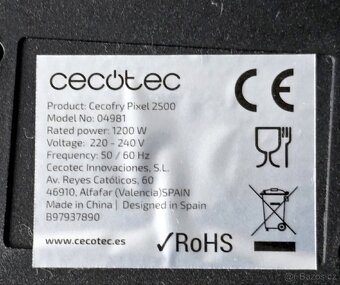 cecotec
CE
Product: Cecofry Pixel 2500
Model No: 04981
Rated power: 1200 W
Voltage: 220 - 240 V
Frequency: 50 / 60 Hz
Cecotec Innovaciones, S.L.
Av. Reyes Católicos, 60
46910, Alfafar (Valencia)SPAIN
Made in China | Designed in Spain
B97937890
www.cecotec.es
✓RoHS